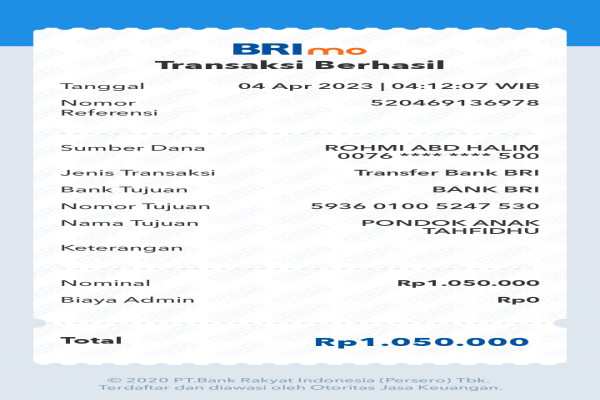 BRImo
Transaksi Berhasil
Tanggal 04 Apr 2023 | 04:12:07 WIB
Nomor 520469136978
Referensi
Sumber Dana ROHMI ABD HALIM
0076 **** **** 500
Jenis Transaksi Transfer Bank BRI
Bank Tujuan BANK BRI
Nomor Tujuan 5936 0100 5247 530
Nama Tujuan PONDOK ANAK
TAHFIDHU
Keterangan
Nominal Rp1.050.000
Biaya Admin Rp0
Total Rp1.050.000
© 2020 PT.Bank Rakyat Indonesia (Persero) Tbk.
Terdaftar dan diawasi oleh Otoritas Jasa Keuangan.